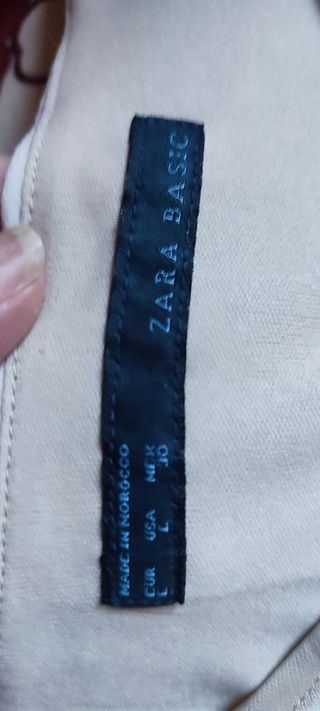 ZARA BASIC
MADE IN MOROCCO
EUR USA MEX
L L 30